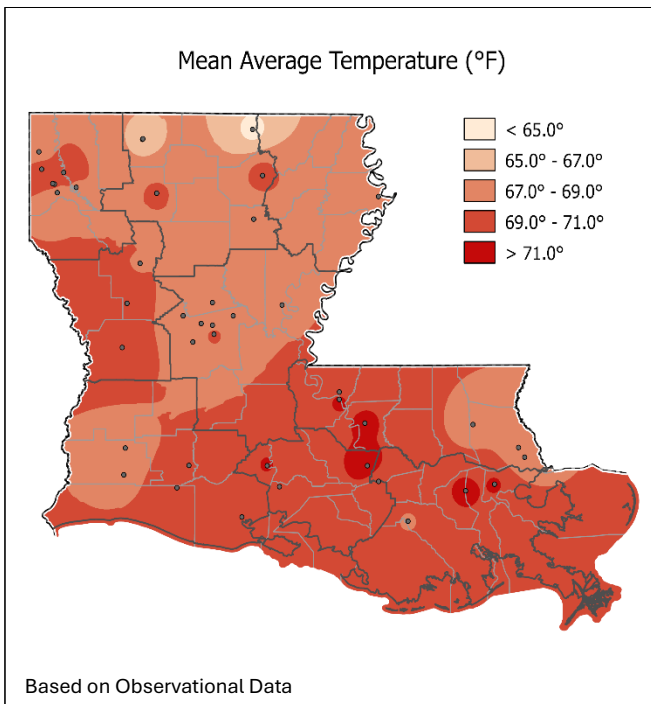 Mean Average Temperature (°F)
< 65.0°
65.0° - 67.0°
67.0° - 69.0°
69.0° - 71.0°
> 71.0°
Based on Observational Data